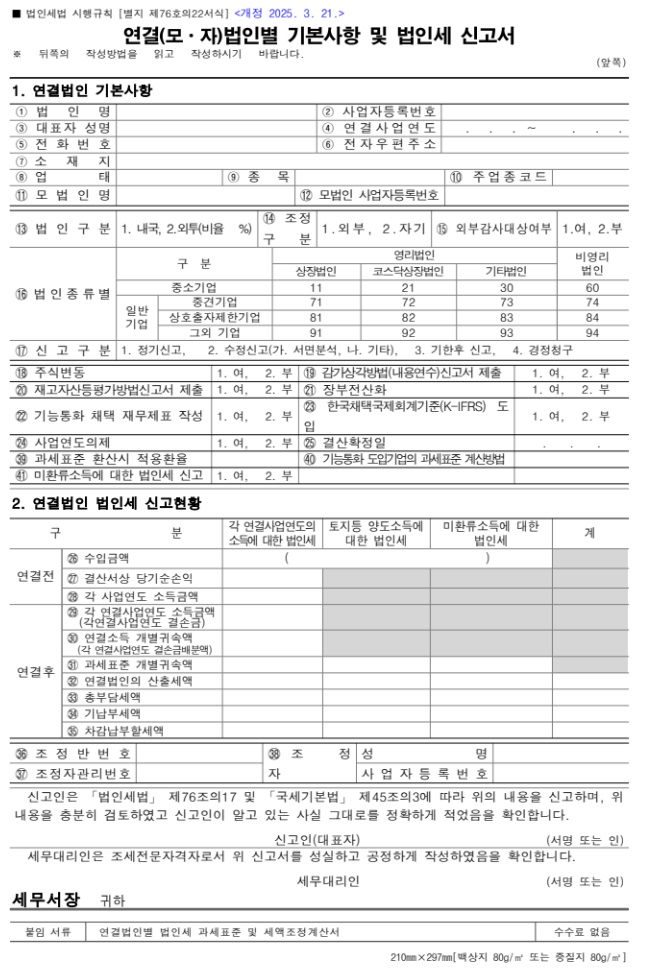 ■ 법인세법 시행규칙 [별지 제76호의22서식] <개정 2025. 3. 21.>
연결(모ㆍ자)법인별 기본사항 및 법인세 신고서
※ 뒤쪽의 작성방법을 읽고 작성하시기 바랍니다.
(앞쪽)
1. 연결법인 기본사항
① 법 인 명 ② 사업자등록번호
③ 대표자 성명 ④ 연결사업연도 . . . ~ . . .
⑤ 전화번호 ⑥ 전자우편주소
⑦ 소 재 지
⑧ 업 태 ⑨ 종 목 ⑩ 주업종코드
⑪ 모법인명 ⑫ 모법인 사업자등록번호
⑬ 법인구분 1. 내국, 2.외투(비율 %) ⑭ 조정구분 1.외부, 2.자기 ⑮ 외부감사대상여부 1.여, 2.부
⑯ 법인종류별 구 분 영리법인 비영리법인
상장법인 코스닥상장법인 기타법인
중소기업 11 21 30 60
일반기업 중견기업 71 72 73 74
상호출자제한기업 81 82 83 84
그외 기업 91 92 93 94
⑰ 신고구분 1. 정기신고, 2. 수정신고(가. 서면분석, 나. 기타), 3. 기한후 신고, 4. 경정청구
⑱ 주식변동 1. 여, 2. 부 ⑲ 감가상각방법(내용연수)신고서 제출 1. 여, 2. 부
⑳ 재고자산등평가방법신고서 제출 1. 여, 2. 부 ㉑ 장부전산화 1. 여, 2. 부
㉒ 기능통화 채택 재무제표 작성 1. 여, 2. 부 ㉓ 한국채택국제회계기준(K-IFRS) 도입 1. 여, 2. 부
㉔ 사업연도의제 1. 여, 2. 부 ㉕ 결산확정일 . . .
㊴ 과세표준 환산시 적용환율 ㊵ 기능통화 도입기업의 과세표준 계산방법
㊶ 미환류소득에 대한 법인세 신고 1. 여, 2. 부
2. 연결법인 법인세 신고현황
구 분 각 연결사업연도의 소득에 대한 법인세 토지등 양도소득에 대한 법인세 미환류소득에 대한 법인세 계
연결전 ㉖ 수입금액 ( )
㉗ 결산서상 당기순손익
㉘ 각 사업연도 소득금액
연결후 ㉙ 각 연결사업연도 소득금액
(각연결사업연도 결손금)
㉚ 연결소득 개별귀속액
(각 연결사업연도 결손금배분액)
㉛ 과세표준 개별귀속액
㉜ 연결법인의 산출세액
㉝ 총부담세액
㉞ 기납부세액
㉟ 차감납부할세액
㊱ 조정반번호 ㊳ 조정자 성 명
㊲ 조정자관리번호 사업자등록번호
신고인은 「법인세법」 제76조의17 및 「국세기본법」 제45조의3에 따라 위의 내용을 신고하며, 위
내용을 충분히 검토하였고 신고인이 알고 있는 사실 그대로를 정확하게 적었음을 확인합니다.
신고인(대표자) (서명 또는 인)
세무대리인은 조세전문자격자로서 위 신고서를 성실하고 공정하게 작성하였음을 확인합니다.
세무대리인 (서명 또는 인)
세무서장 귀하
붙임 서류 연결법인별 법인세 과세표준 및 세액조정계산서 수수료 없음
210㎜×297㎜[백상지 80g/㎡ 또는 중질지 80g/㎡]